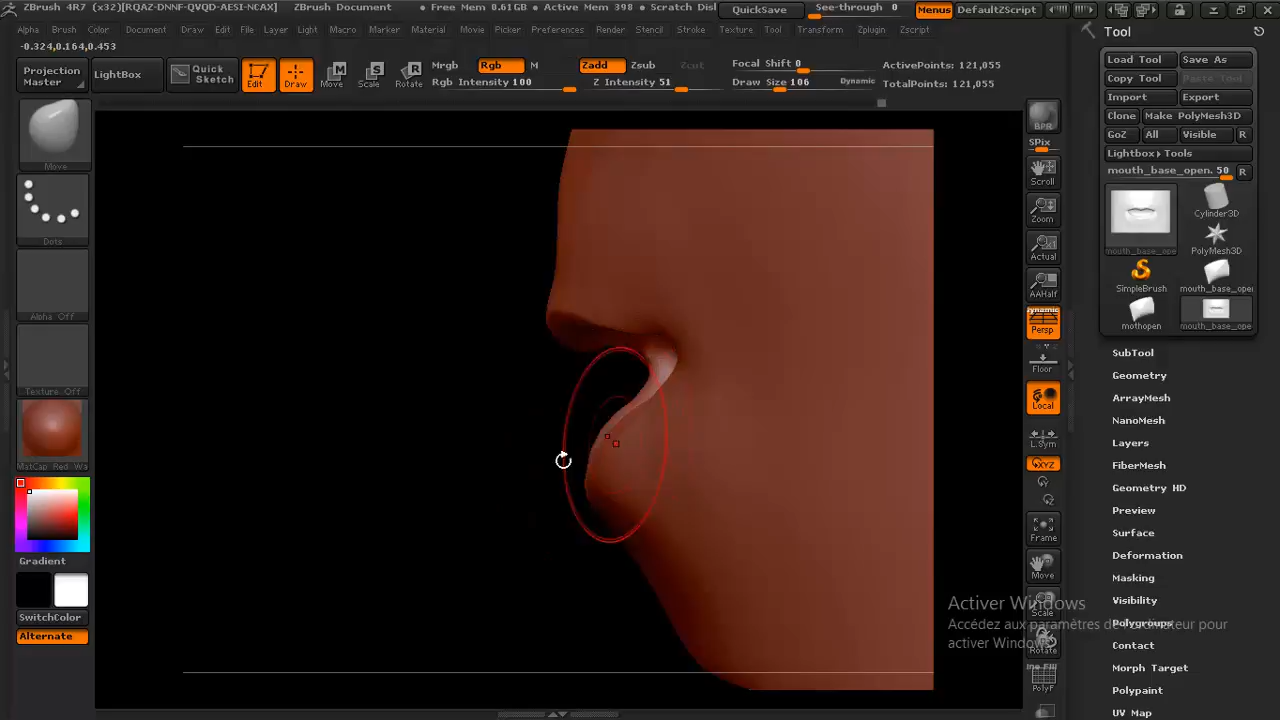 ZBrush 4R7 (x32)[RQAZ-DNNF-QVQD-AESI-NCAX] ZBrush Document • Free Mem 0.61GB • Active Mem 398 • Scratch Dis QuickSave See-through 0 Menus DefaultZScript
Alpha Brush Color Document Draw Edit File Layer Light Macro Marker Material Movie Picker Preferences Render Stencil Stroke Texture Tool Transform Zplugin Zscript
-0.324,0.164,0.453
Projection Master
LightBox
Quick Sketch
Edit
Draw
Move
Scale
Rotate
Mrgb Rgb M
Rgb Intensity 100
Zadd Zsub Zcut
Z Intensity 51
Focal Shift 0
Draw Size 106 Dynamic
ActivePoints: 121,055
TotalPoints: 121,055
Move
Dots
Alpha Off
Texture Off
MatCap Red Wa
Gradient
SwitchColor
Alternate
BPR
SPix
Scroll
Zoom
Actual
AAHalf
Dynamic
Persp
Floor
Local
L.Sym
XYZ
Frame
Move
Scale
Rotate
PolyF
Tool
Load Tool Save As
Copy Tool Paste Tool
Import Export
Clone Make PolyMesh3D
GoZ All Visible R
Lightbox▸Tools
mouth_base_open. 50 R
Cylinder3D
mouth_base_ope PolyMesh3D
SimpleBrush mouth_base_ope
mothopen mouth_base_ope
SubTool
Geometry
ArrayMesh
NanoMesh
Layers
FiberMesh
Geometry HD
Preview
Surface
Deformation
Masking
Visibility
Polygroups
Contact
Morph Target
Polypaint
UV Map
Activer Windows
Accédez aux paramètres de l'ordinateur pour
activer Windows.